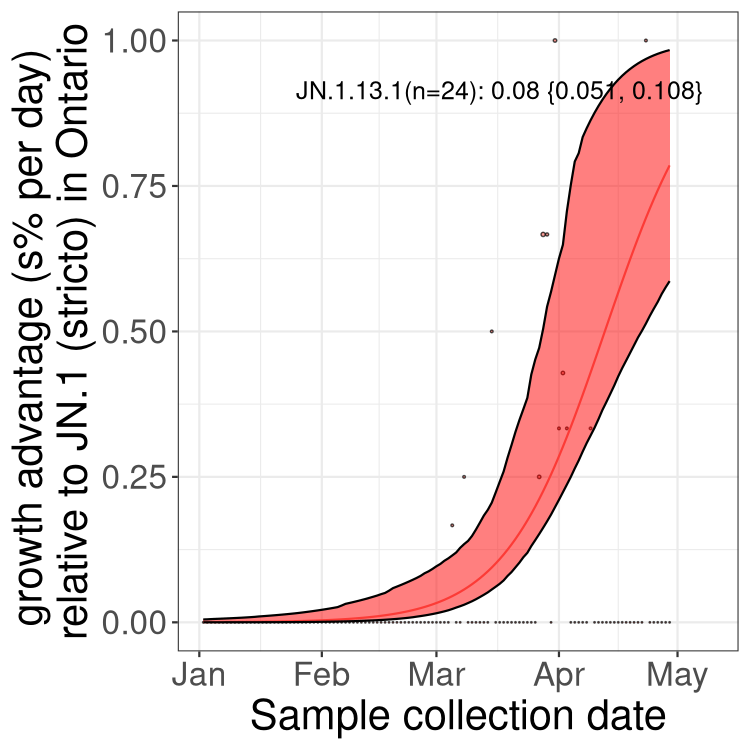 growth advantage (s% per day)
relative to JN.1 (stricto) in Ontario
1.00
0.75
0.50
0.25
0.00
JN.1.13.1(n=24): 0.08 {0.051, 0.108}
Jan Feb Mar Apr May
Sample collection date